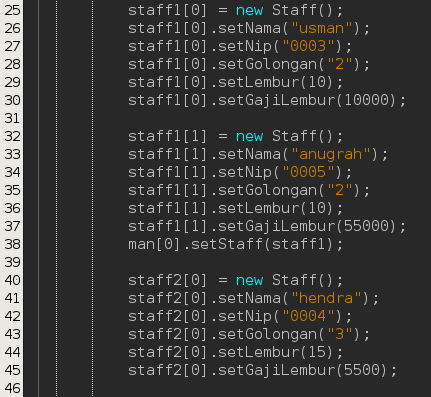 25 staff1[0] = new Staff();
26 staff1[0].setNama("usman");
27 staff1[0].setNip("0003");
28 staff1[0].setGolongan("2");
29 staff1[0].setLembur(10);
30 staff1[0].setGajiLembur(10000);
31
32 staff1[1] = new Staff();
33 staff1[1].setNama("anugrah");
34 staff1[1].setNip("0005");
35 staff1[1].setGolongan("2");
36 staff1[1].setLembur(10);
37 staff1[1].setGajiLembur(55000);
38 man[0].setStaff(staff1);
39
40 staff2[0] = new Staff();
41 staff2[0].setNama("hendra");
42 staff2[0].setNip("0004");
43 staff2[0].setGolongan("3");
44 staff2[0].setLembur(15);
45 staff2[0].setGajiLembur(5500);
46